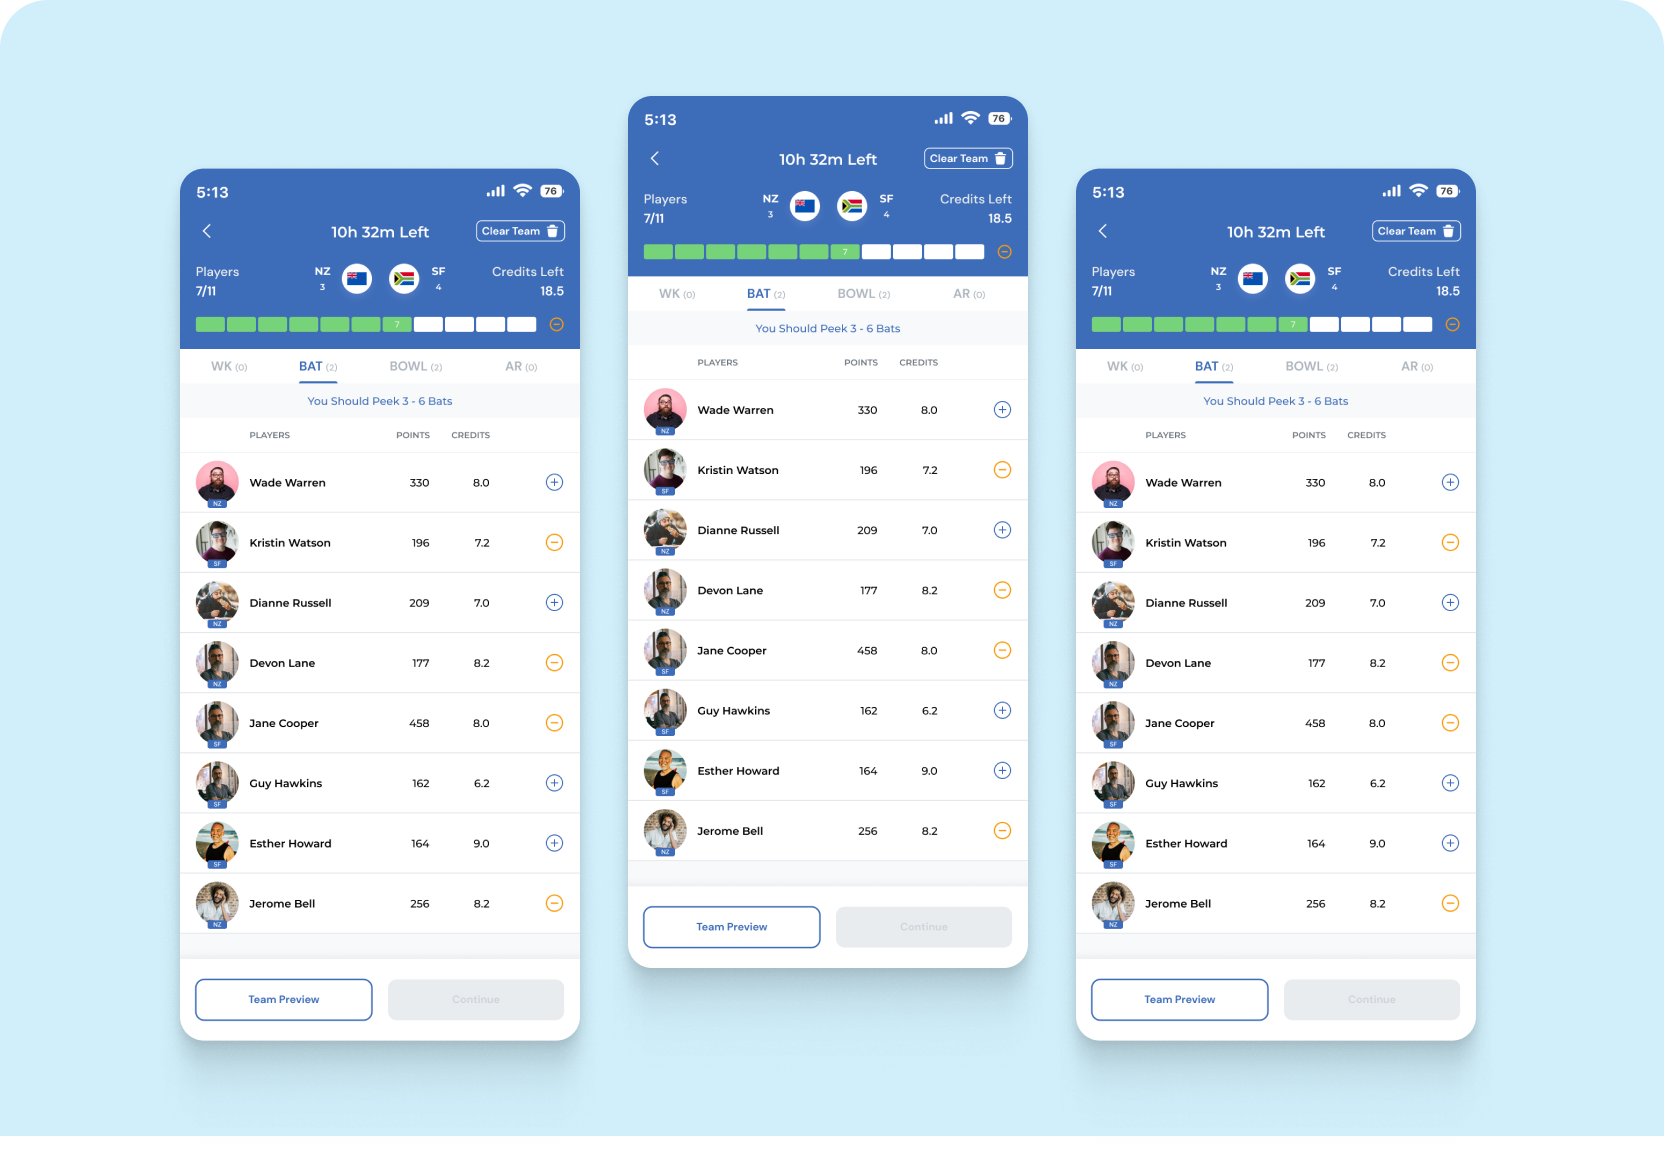 5:13
76
10h 32m Left
Clear Team
Players
NZ
SF
Credits Left
7/11
3
4
18.5
7
WK (0)
BAT (2)
BOWL (2)
AR (0)
You Should Peek 3 - 6 Bats
PLAYERS
POINTS
CREDITS
Wade Warren
330
8.0
NZ
Kristin Watson
196
7.2
SF
Dianne Russell
209
7.0
NZ
Devon Lane
177
8.2
NZ
Jane Cooper
458
8.0
SF
Guy Hawkins
162
6.2
SF
Esther Howard
164
9.0
SF
Jerome Bell
256
8.2
NZ
Team Preview
Continue
5:13
76
10h 32m Left
Clear Team
Players
NZ
SF
Credits Left
7/11
3
4
18.5
7
WK (0)
BAT (2)
BOWL (2)
AR (0)
You Should Peek 3 - 6 Bats
PLAYERS
POINTS
CREDITS
Wade Warren
330
8.0
NZ
Kristin Watson
196
7.2
SF
Dianne Russell
209
7.0
NZ
Devon Lane
177
8.2
NZ
Jane Cooper
458
8.0
SF
Guy Hawkins
162
6.2
SF
Esther Howard
164
9.0
SF
Jerome Bell
256
8.2
NZ
Team Preview
Continue
5:13
76
10h 32m Left
Clear Team
Players
NZ
SF
Credits Left
7/11
3
4
18.5
7
WK (0)
BAT (2)
BOWL (2)
AR (0)
You Should Peek 3 - 6 Bats
PLAYERS
POINTS
CREDITS
Wade Warren
330
8.0
NZ
Kristin Watson
196
7.2
SF
Dianne Russell
209
7.0
NZ
Devon Lane
177
8.2
NZ
Jane Cooper
458
8.0
SF
Guy Hawkins
162
6.2
SF
Esther Howard
164
9.0
SF
Jerome Bell
256
8.2
NZ
Team Preview
Continue